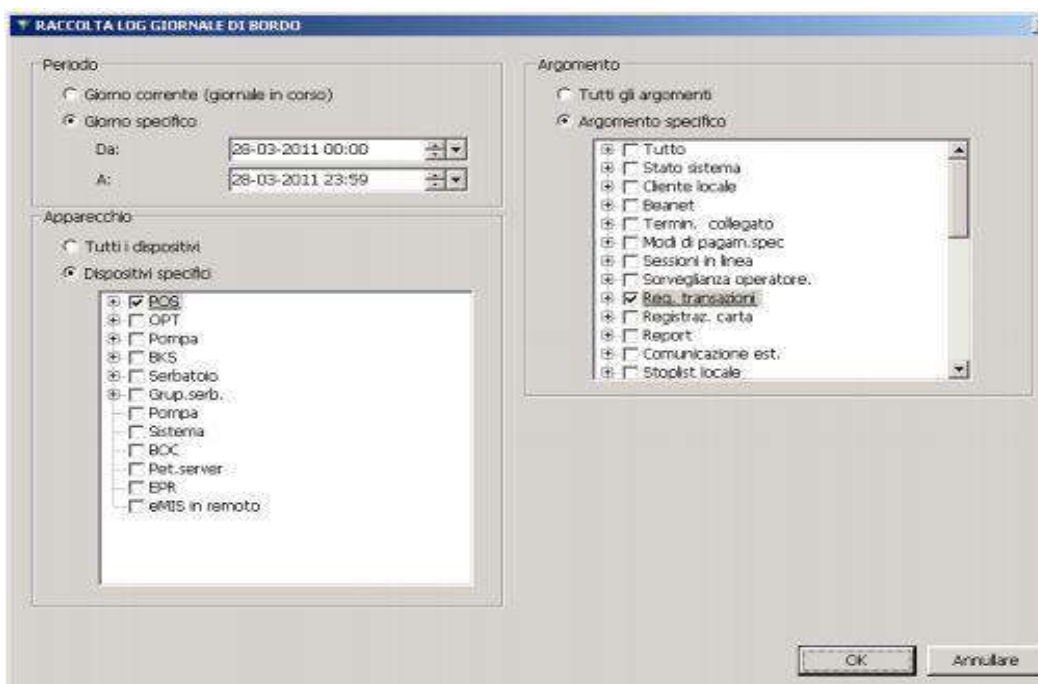 RACCOLTA LOG GIORNALE DI BORDO
Periodo
Giorno corrente (giornale in corso)
Giorno specifico
Da:
28-03-2011 00:00
A:
28-03-2011 23:59
Apparecchio
Tutti i dispositivi
Dispositivi specifici
POS
OPT
Pompa
BKS
Serbatoio
Grup.serb.
Pompa
Sistema
BOC
Pet.server
EPR
eMIS in remoto
Argomento
Tutti gli argomenti
Argomento specifico
Tutto
Stato sistema
Cliente locale
Beanet
Termin. collegato
Modi di pagam.spec
Sessioni in linea
Sorveglianza operatore.
Reg. transazioni
Registraz. carta
Report
Comunicazione est.
Stoplist locale
OK
Annullare